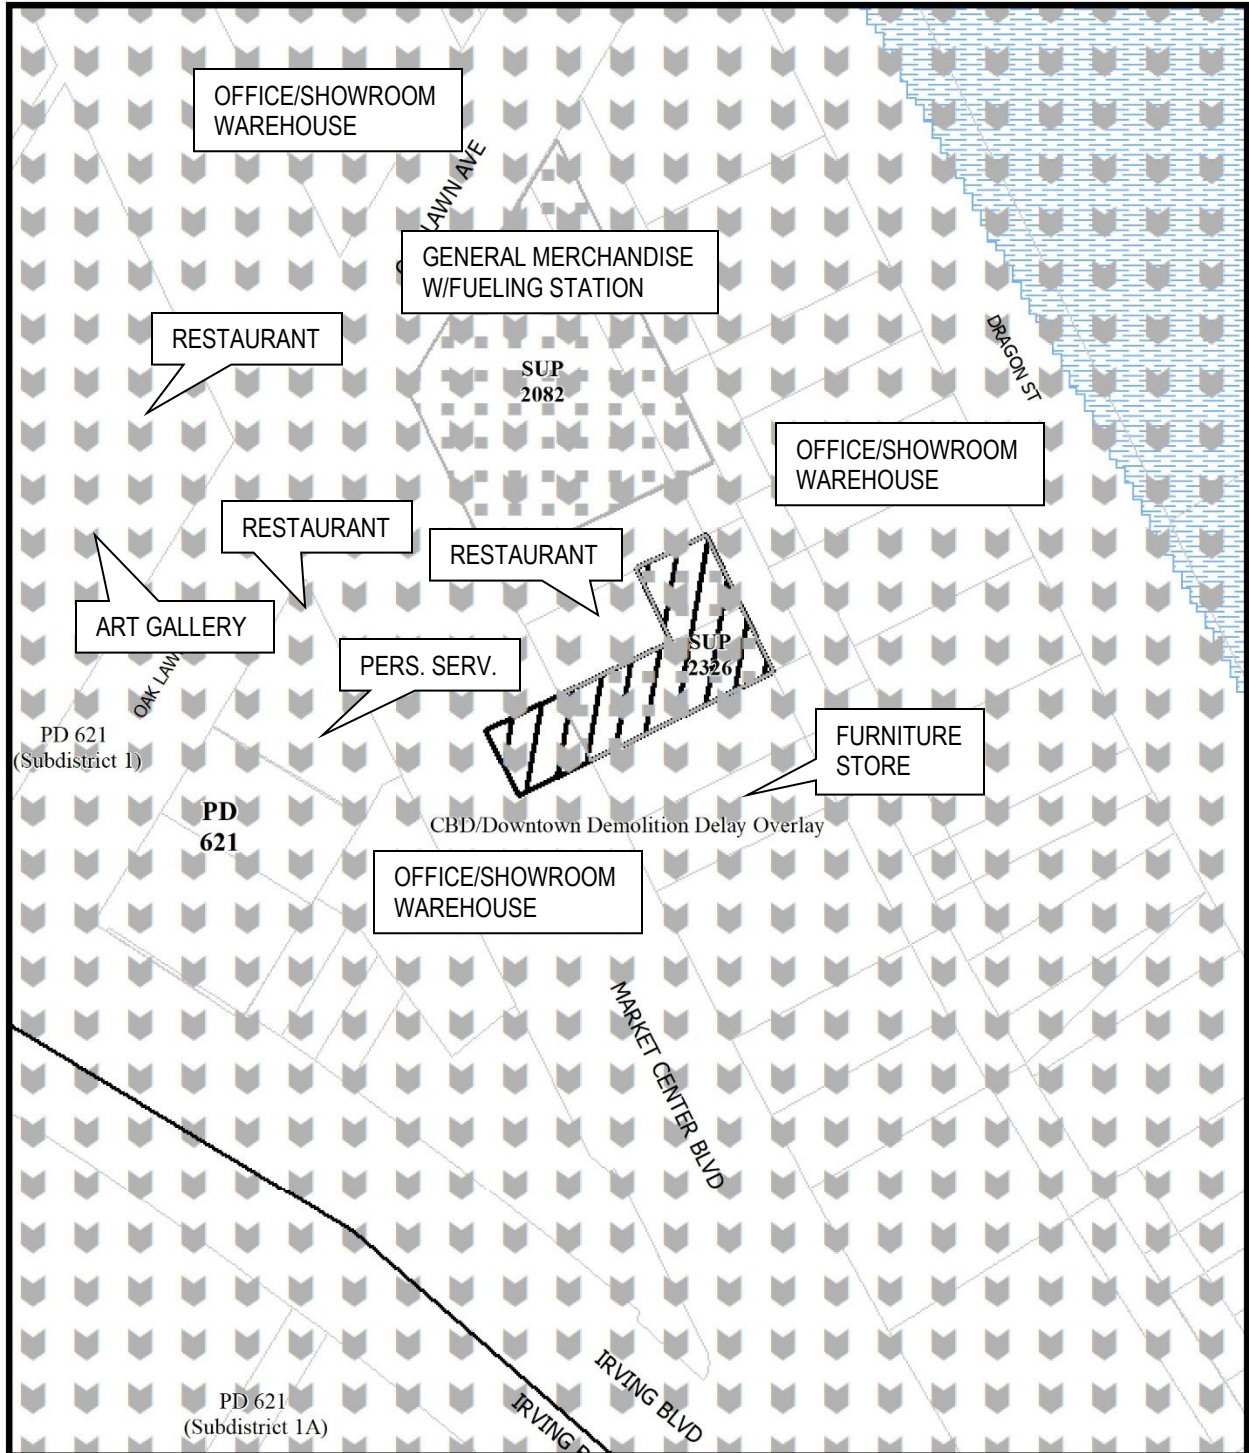 OFFICE/SHOWROOM
WAREHOUSE
LAWN AVE
GENERAL MERCHANDISE
W/FUELING STATION
RESTAURANT
DRAGON ST
SUP
2082
OFFICE/SHOWROOM
WAREHOUSE
RESTAURANT
RESTAURANT
ART GALLERY
SUP
2326
PERS. SERV.
OAK LAW
PD 621
(Subdistrict 1)
FURNITURE
STORE
PD
621
CBD/Downtown Demolition Delay Overlay
OFFICE/SHOWROOM
WAREHOUSE
MARKET CENTER BLVD
IRVING BLVD
IRVING
PD 621
(Subdistrict 1A)